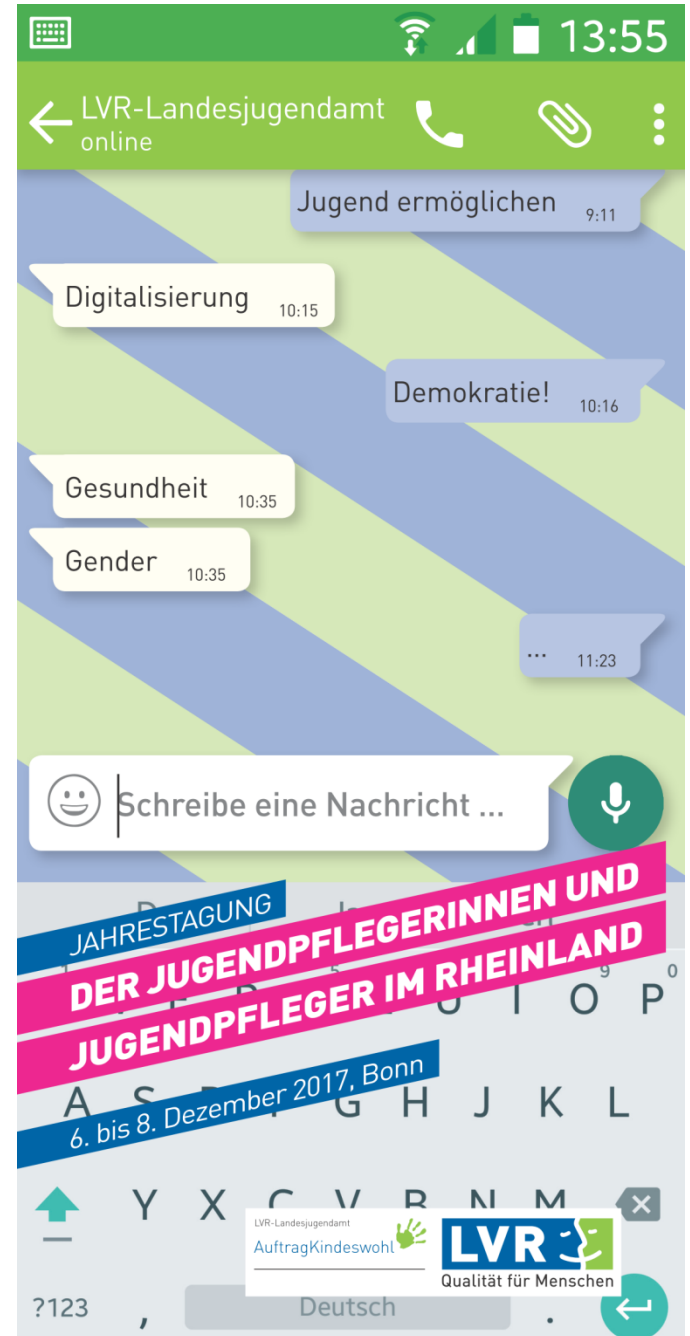 13:55
LVR-Landesjugendamt
online
Jugend ermöglichen 9:11
Digitalisierung 10:15
Demokratie! 10:16
Gesundheit 10:35
Gender 10:35
... 11:23
Schreibe eine Nachricht ...
JAHRESTAGUNG
DER JUGENDPFLEGERINNEN UND
JUGENDPFLEGER IM RHEINLAND
6. bis 8. Dezember 2017, Bonn
9 0
I O P
A S G H J K L
Y X C V B N M
LVR-Landesjugendamt
AuftragKindeswohl
LVR
Qualität für Menschen
?123 , Deutsch .